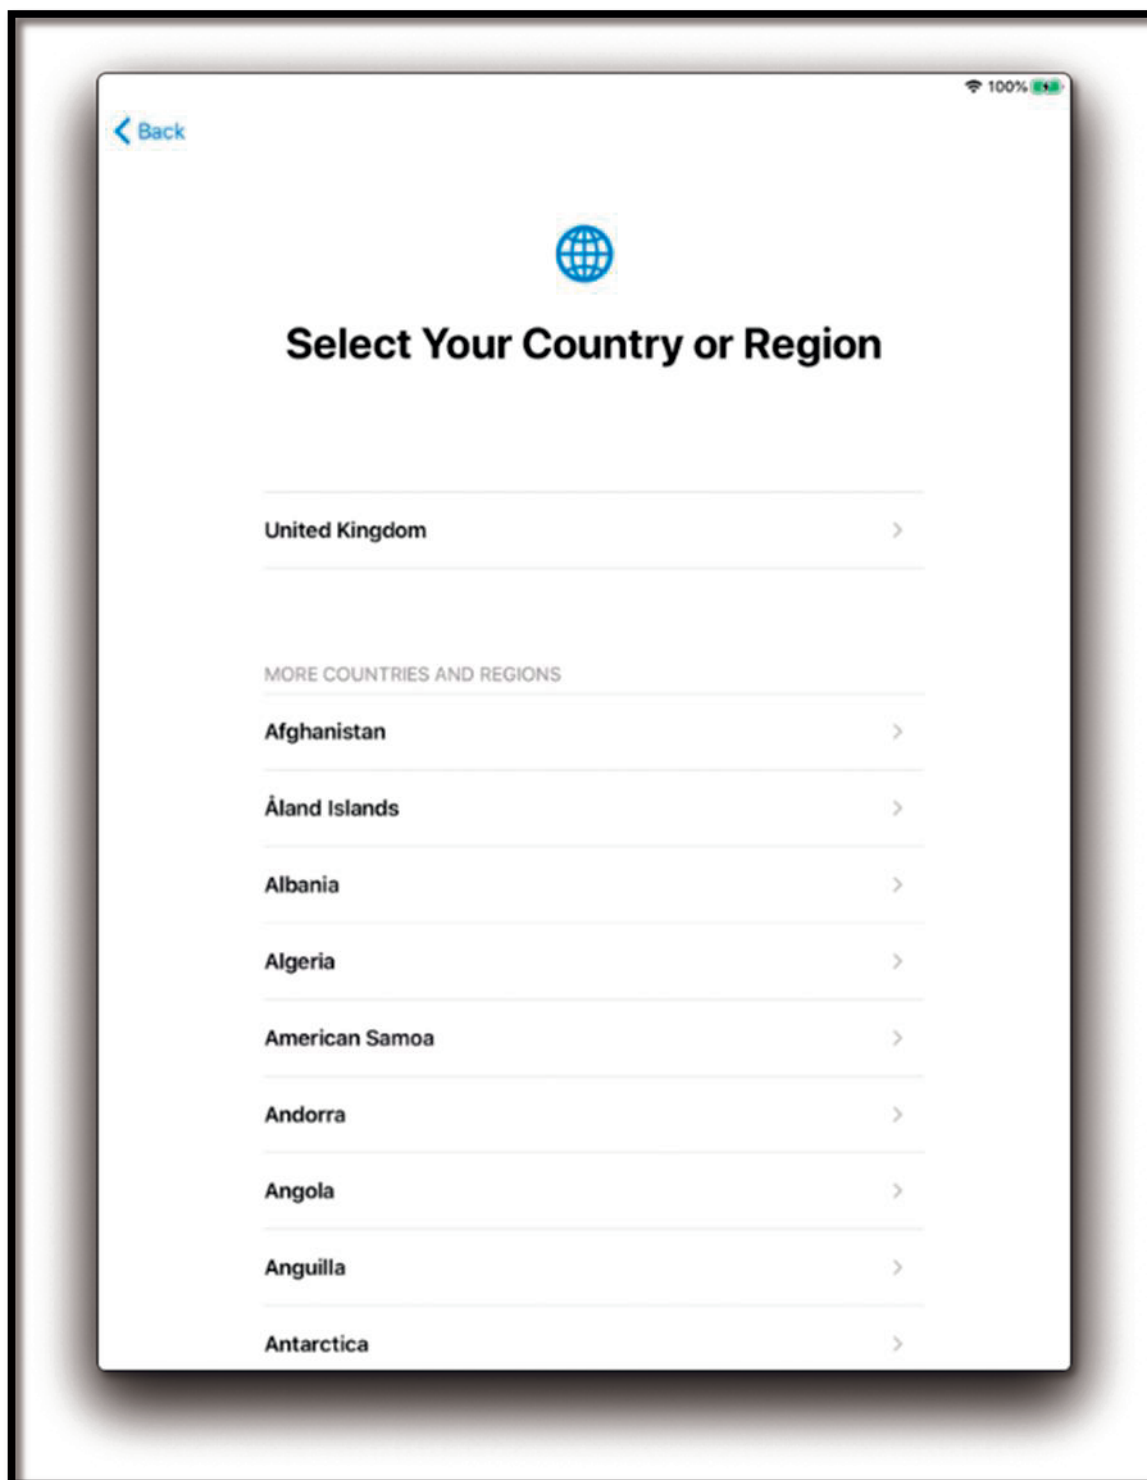 100%
Back
Select Your Country or Region
United Kingdom
MORE COUNTRIES AND REGIONS
Afghanistan
Åland Islands
Albania
Algeria
American Samoa
Andorra
Angola
Anguilla
Antarctica